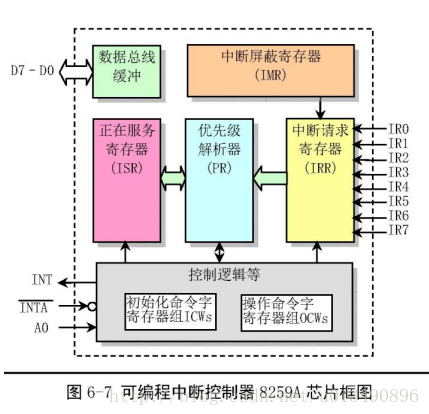 数据总线
缓冲
D7-D0
中断屏蔽寄存器
(IMR)
正在服务
寄存器
(ISR)
优先级
解析器
(PR)
中断请求
寄存器
(IRR)
IR0
IR1
IR2
IR3
IR4
IR5
IR6
IR7
INT
INTA
A0
控制逻辑等
初始化命令字
寄存器组ICWs
操作命令字
寄存器组OCWs
图 6-7 可编程中断控制器 8259A 芯片框图